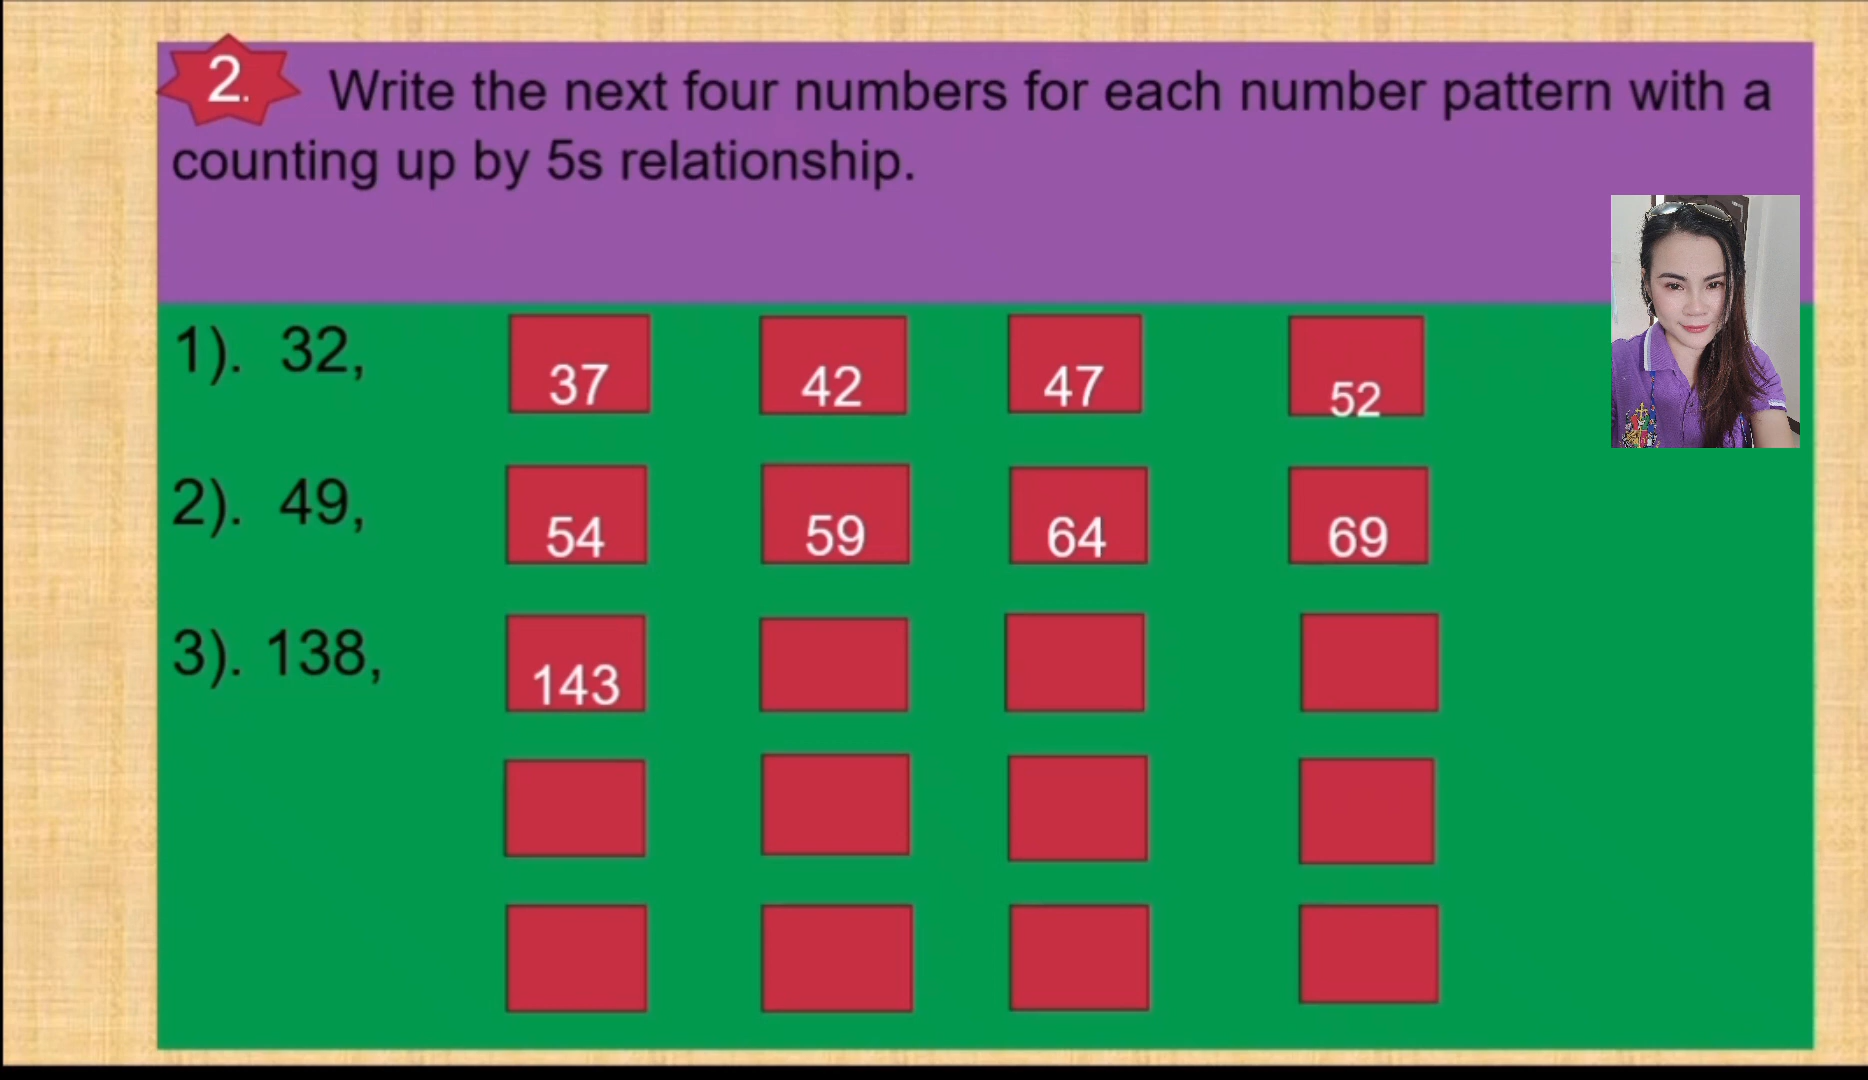 2. Write the next four numbers for each number pattern with a
counting up by 5s relationship.
1). 32, 37 42 47 52
2). 49, 54 59 64 69
3). 138, 143